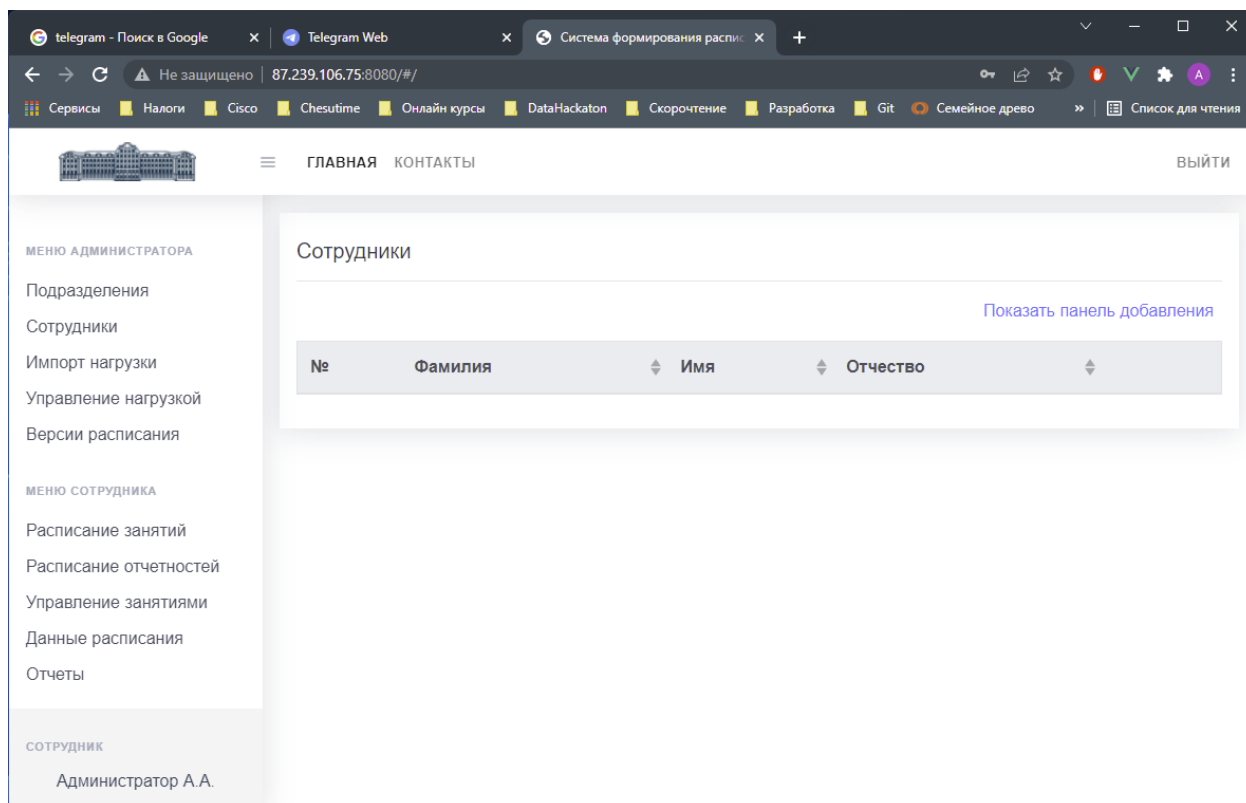 telegram - Поиск в Google
Telegram Web
Система формирования распис
Не защищено 87.239.106.75:8080/#/
A
Сервисы Налоги Cisco Chesutime Онлайн курсы DataHackaton Скорочтение Разработка Git Семейное древо » Список для чтения
ГЛАВНАЯ КОНТАКТЫ ВЫЙТИ
МЕНЮ АДМИНИСТРАТОРА
Подразделения
Сотрудники
Импорт нагрузки
Управление нагрузкой
Версии расписания
МЕНЮ СОТРУДНИКА
Расписание занятий
Расписание отчетностей
Управление занятиями
Данные расписания
Отчеты
СОТРУДНИК
Администратор А.А.
Сотрудники
Показать панель добавления
№ Фамилия Имя Отчество